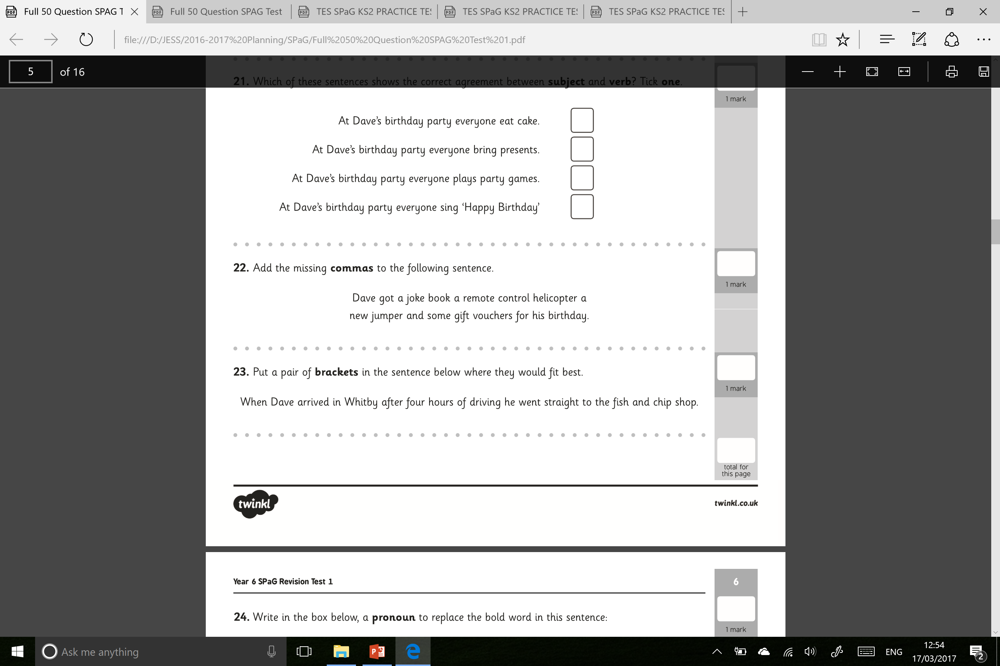 Full 50 Question SPAG T
Full 50 Question SPAG Test
TES SPaG KS2 PRACTICE TES
TES SPaG KS2 PRACTICE TES
TES SPaG KS2 PRACTICE TES
file:///D:/JESS/2016-2017%20Planning/SPaG/Full%2050%20Question%20SPAG%20Test%201.pdf
5 of 16
21. Which of these sentences shows the correct agreement between subject and verb? Tick one.
1 mark
At Dave’s birthday party everyone eat cake.
At Dave’s birthday party everyone bring presents.
At Dave’s birthday party everyone plays party games.
At Dave’s birthday party everyone sing ‘Happy Birthday’
22. Add the missing commas to the following sentence.
1 mark
Dave got a joke book a remote control helicopter a
new jumper and some gift vouchers for his birthday.
23. Put a pair of brackets in the sentence below where they would fit best.
1 mark
When Dave arrived in Whitby after four hours of driving he went straight to the fish and chip shop.
total for
this page
twinkl
twinkl.co.uk
Year 6 SPaG Revision Test 1
6
24. Write in the box below, a pronoun to replace the bold word in this sentence:
1 mark
Ask me anything
ENG
12:54
17/03/2017
2